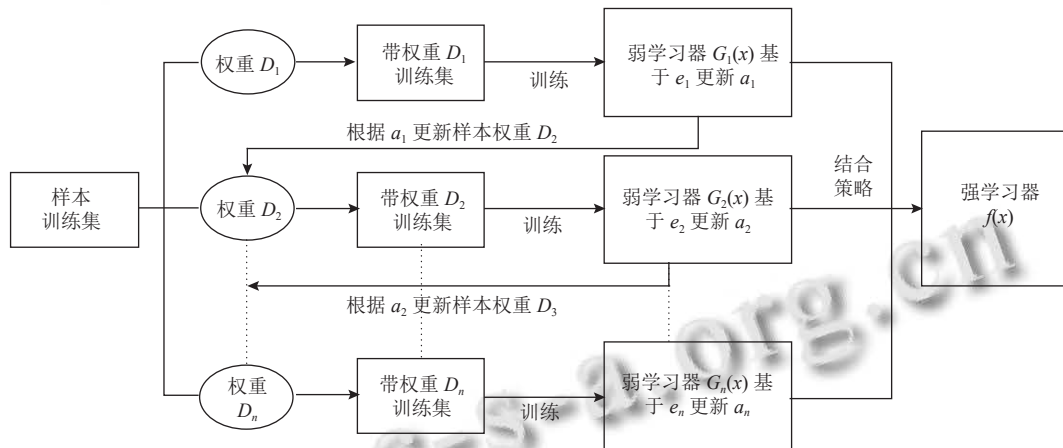 权重 D₁
带权重 D₁
训练集
训练
弱学习器 G₁(x) 基
于 e₁ 更新 a₁
根据 a₁ 更新样本权重 D₂
样本
训练集
权重 D₂
带权重 D₂
训练集
训练
弱学习器 G₂(x) 基
于 e₂ 更新 a₂
结合
策略
强学习器
f(x)
根据 a₂ 更新样本权重 D₃
权重
Dₙ
带权重 Dₙ
训练集
训练
弱学习器 Gₙ(x) 基
于 eₙ 更新 aₙ
-s-a.org.cn